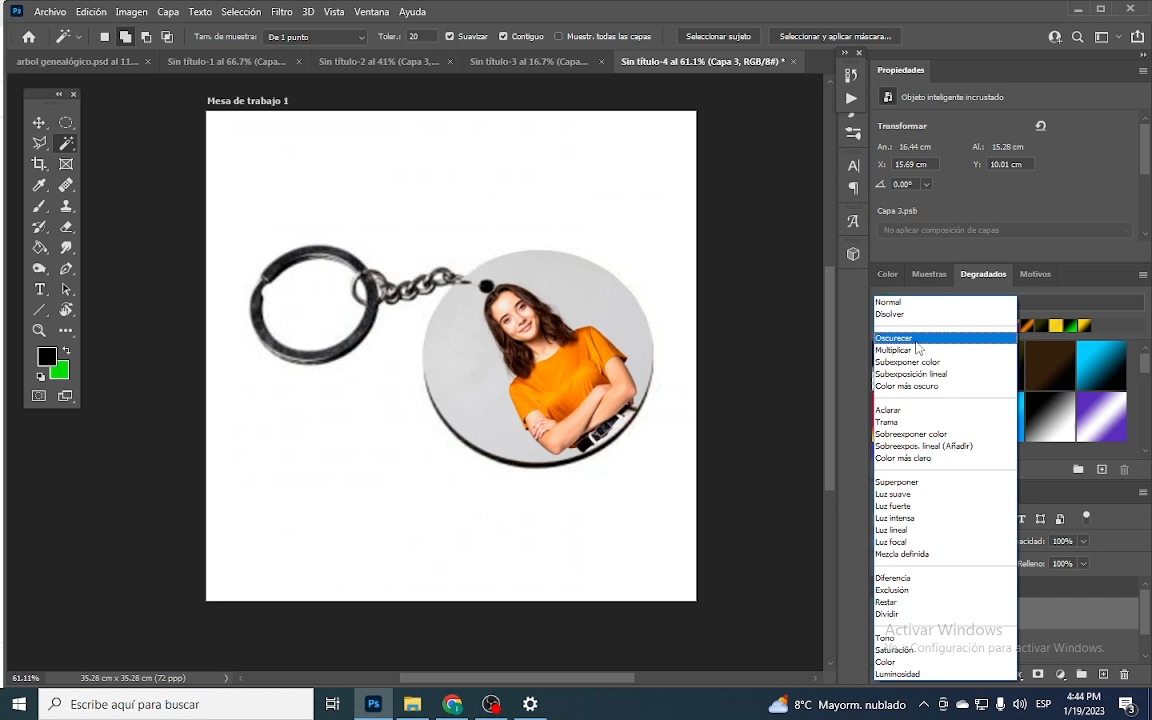 Archivo Edición Imagen Capa Texto Selección Filtro 3D Vista Ventana Ayuda
Tam. de muestra: De 1 punto Toler.: 20 Suavizar Contiguo Muestr. todas las capas Seleccionar sujeto Seleccionar y aplicar máscara...
arbol genealógico.psd al 11... × Sin título-1 al 66.7% (Capa... × Sin título-2 al 41% (Capa 3,... × Sin título-3 al 16.7% (Capa... × Sin título-4 al 61.1% (Capa 3, RGB/8#) * ×
Propiedades
Objeto inteligente incrustado
Mesa de trabajo 1
Transformar
An.: 16.44 cm Al.: 15.28 cm
X: 15.69 cm Y: 10.01 cm
0.00°
Capa 3.psb
No aplicar composición de capas
Color Muestras Degradados Motivos
Normal
Disolver
Oscurecer
Multiplicar
Subexponer color
Subexposición lineal
Color más oscuro
Aclarar
Trama
Sobreexponer color
Sobreexpos. lineal (Añadir)
Color más claro
Superponer
Luz suave
Luz fuerte
Luz intensa
Luz lineal
Luz focal
Mezcla definida
Diferencia
Exclusión
Restar
Dividir
Tono
Saturación
Color
Luminosidad
acidad: 100%
Relleno: 100%
Activar Windows
Configuración para activar Windows.
61.11% 35.28 cm x 35.28 cm (72 ppp)
Escribe aquí para buscar
8°C Mayorm. nublado
ESP
4:44 PM
1/19/2023
3